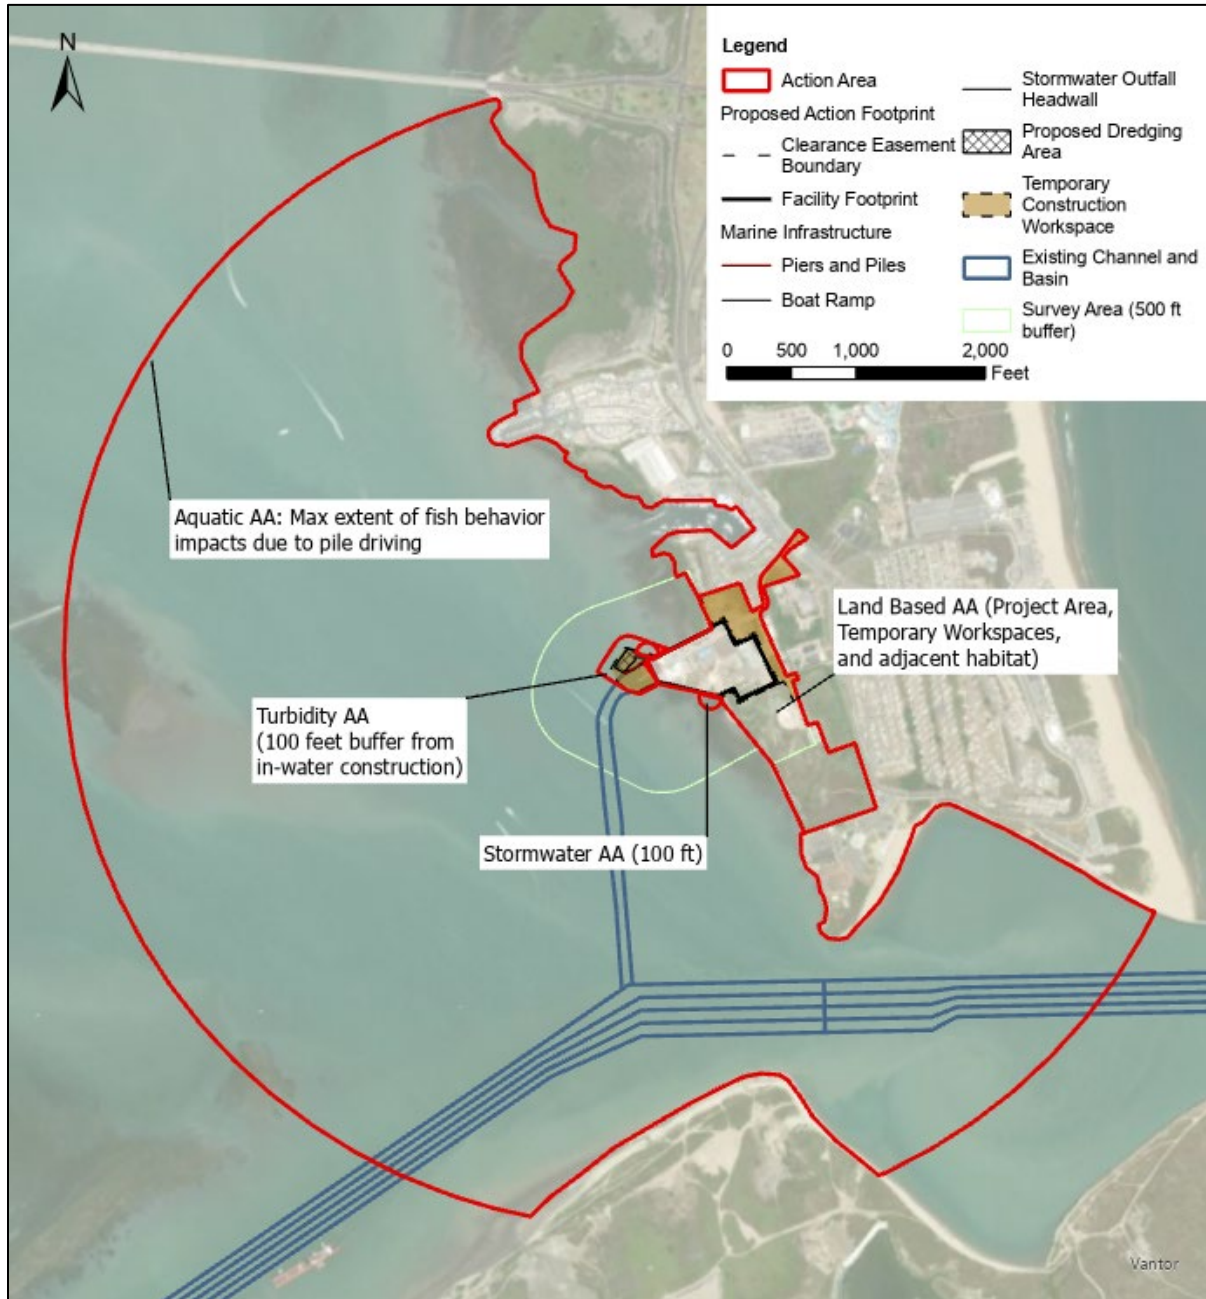 N
Legend
Action Area
Proposed Action Footprint
Clearance Easement
Boundary
Facility Footprint
Marine Infrastructure
Piers and Piles
Boat Ramp
Stormwater Outfall
Headwall
Proposed Dredging
Area
Temporary
Construction
Workspace
Existing Channel and
Basin
Survey Area (500 ft
buffer)
0 500 1,000 2,000
Feet
Aquatic AA: Max extent of fish behavior
impacts due to pile driving
Land Based AA (Project Area,
Temporary Workspaces,
and adjacent habitat)
Turbidity AA
(100 feet buffer from
in-water construction)
Stormwater AA (100 ft)
Vantor